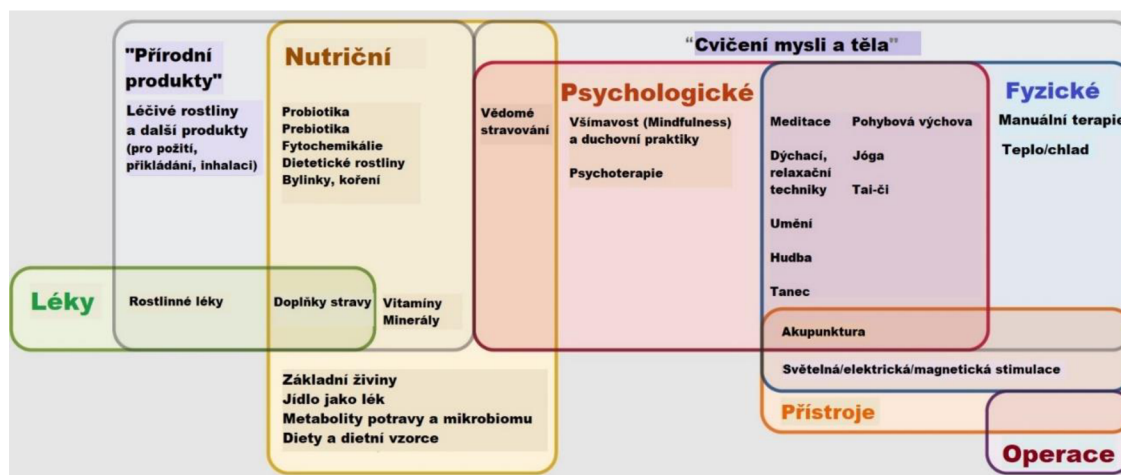 "Přírodní
produkty"
Léčivé rostliny
a další produkty
(pro požití,
přikládání, inhalaci)
Nutriční
Probiotika
Prebiotika
Fytochemikálie
Dietetické rostliny
Bylinky, koření
Vědomé
stravování
“Cvičení mysli a těla”
Psychologické
Všímavost (Mindfulness)
a duchovní praktiky
Psychoterapie
Meditace
Dýchací,
relaxační
techniky
Umění
Hudba
Tanec
Pohybová výchova
Jóga
Tai-či
Fyzické
Manuální terapie
Teplo/chlad
Léky
Rostlinné léky
Doplňky stravy
Vitamíny
Minerály
Akupunktura
Světelná/elektrická/magnetická stimulace
Základní živiny
Jídlo jako lék
Metabolity potravy a mikrobiomu
Diety a dietní vzorce
Přístroje
Operace